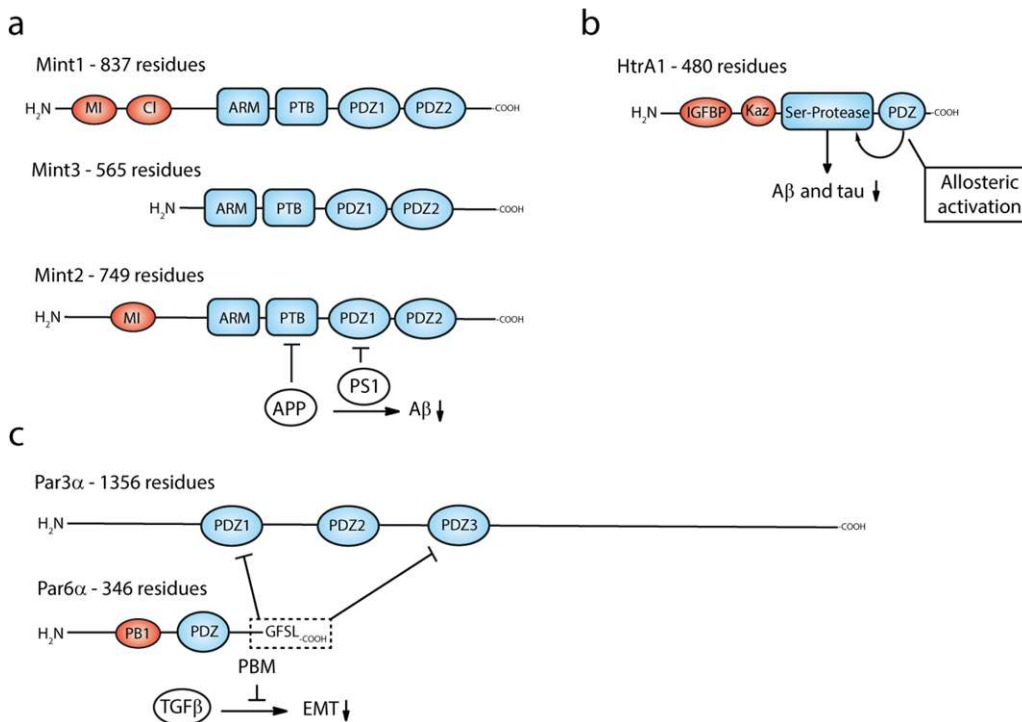 a
Mint1 - 837 residues
H₂N MI CI ARM PTB PDZ1 PDZ2 -COOH
Mint3 - 565 residues
H₂N ARM PTB PDZ1 PDZ2 -COOH
Mint2 - 749 residues
H₂N MI ARM PTB PDZ1 PDZ2 -COOH
PS1
APP Aβ
b
HtrA1 - 480 residues
H₂N IGFBP Kaz Ser-Protease PDZ -COOH
Aβ and tau
Allosteric
activation
c
Par3α - 1356 residues
H₂N PDZ1 PDZ2 PDZ3 -COOH
Par6α - 346 residues
H₂N PB1 PDZ GFSL-COOH
PBM
TGFβ EMT